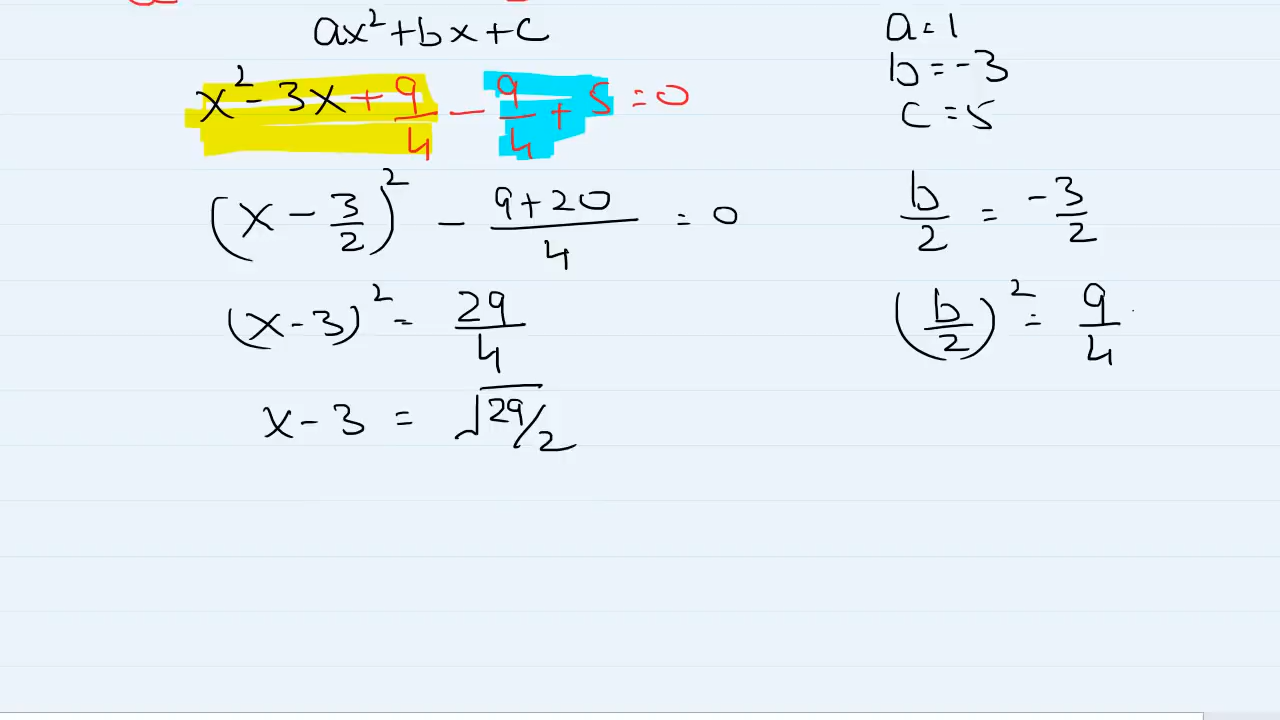 ax² + bx + c
a = 1
b = -3
x² - 3x + 9/4 - 9/4 + 5 = 0
c = 5
(x - 3/2)² - (9+20)/4 = 0
b/2 = -3/2
(x - 3)² = 29/4
(b/2)² = 9/4
x - 3 = √29/2